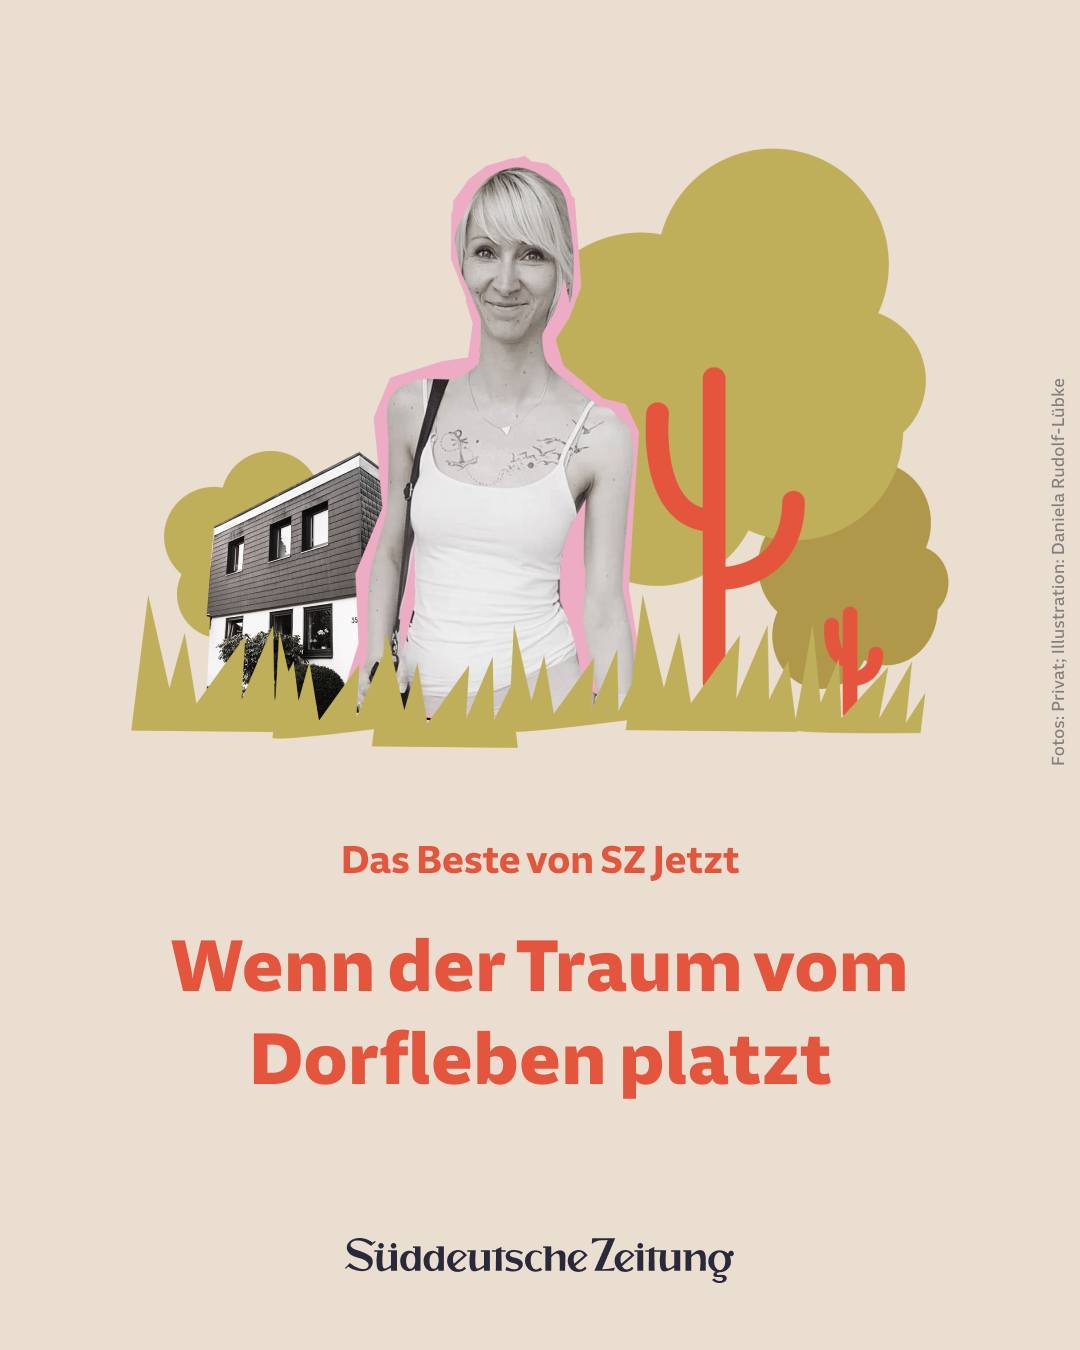 Fotos: Privat; Illustration: Daniela Rudolf-Lübke
35
Das Beste von SZ Jetzt
Wenn der Traum vom
Dorfleben platzt
Süddeutsche Zeitung